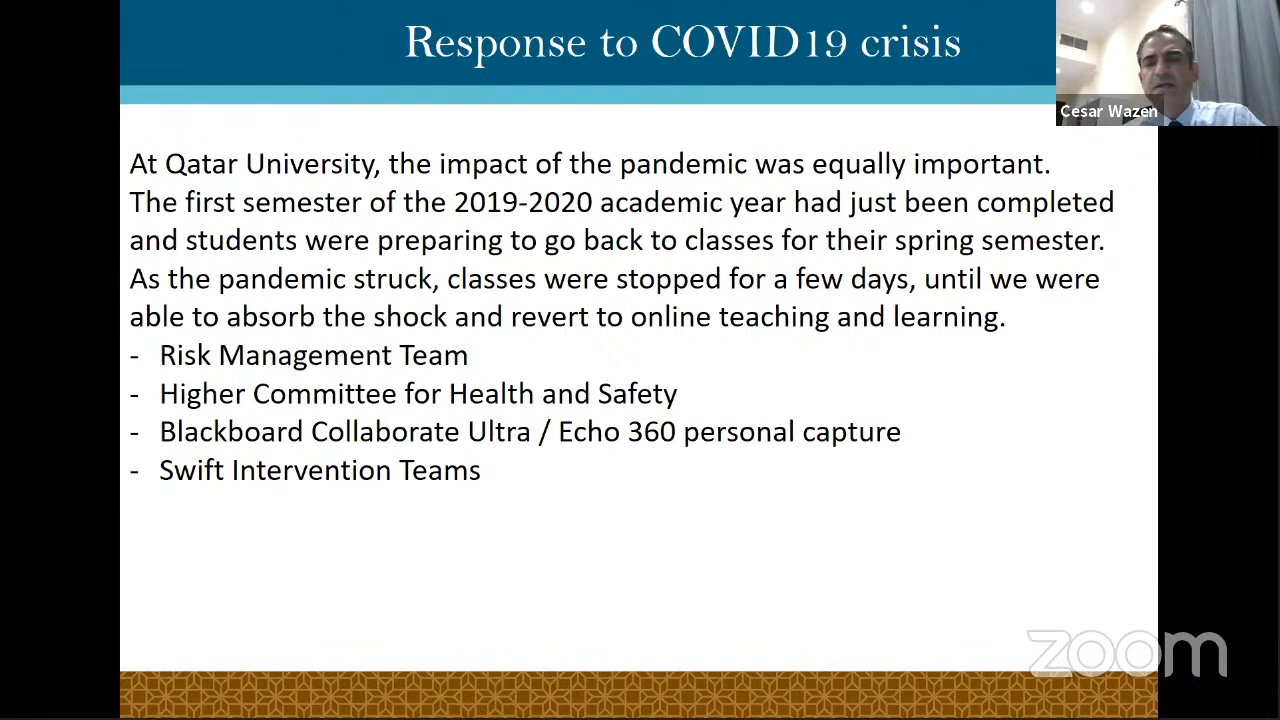 Response to COVID19 crisis
Cesar Wazen
At Qatar University, the impact of the pandemic was equally important.
The first semester of the 2019-2020 academic year had just been completed
and students were preparing to go back to classes for their spring semester.
As the pandemic struck, classes were stopped for a few days, until we were
able to absorb the shock and revert to online teaching and learning.
- Risk Management Team
- Higher Committee for Health and Safety
- Blackboard Collaborate Ultra / Echo 360 personal capture
- Swift Intervention Teams
zoom